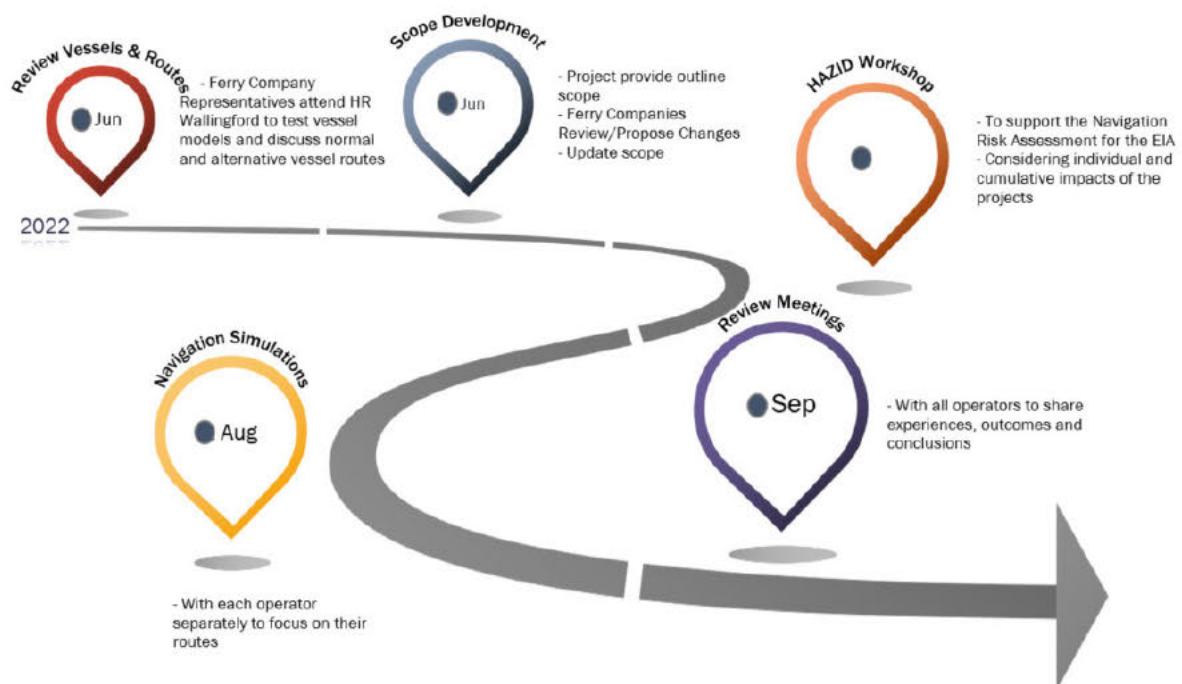 Review Vessels & Routes
Jun
- Ferry Company
Representatives attend HR
Wallingford to test vessel
models and discuss normal
and alternative vessel routes
Scope Development
Jun
- Project provide outline
scope
- Ferry Companies
Review/Propose Changes
- Update scope
HAZID Workshop
- To support the Navigation
Risk Assessment for the EIA
- Considering individual and
cumulative impacts of the
projects
2022
Navigation Simulations
Aug
- With each operator
separately to focus on their
routes
Review Meetings
Sep
- With all operators to share
experiences, outcomes and
conclusions